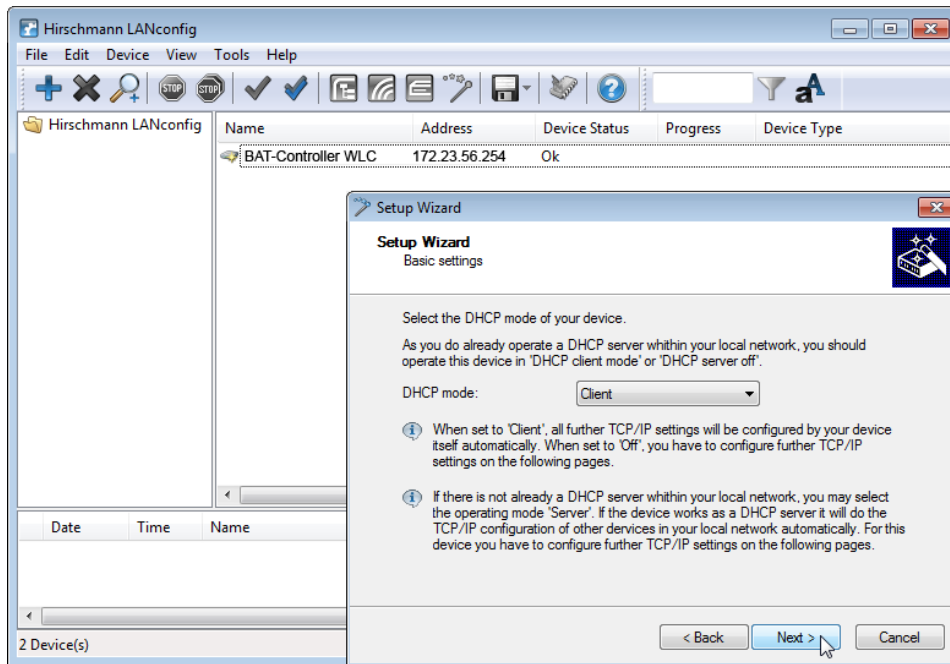 Hirschmann LANconfig
File Edit Device View Tools Help
STOP STOP ? aA
Hirschmann LANconfig
Name Address Device Status Progress Device Type
BAT-Controller WLC 172.23.56.254 Ok
Setup Wizard
Setup Wizard
Basic settings
Select the DHCP mode of your device.
As you do already operate a DHCP server whithin your local network, you should
operate this device in 'DHCP client mode' or 'DHCP server off'.
DHCP mode: Client
When set to 'Client', all further TCP/IP settings will be configured by your device
itself automatically. When set to 'Off', you have to configure further TCP/IP
settings on the following pages.
If there is not already a DHCP server whithin your local network, you may select
the operating mode 'Server'. If the device works as a DHCP server it will do the
TCP/IP configuration of other devices in your local network automatically. For this
device you have to configure further TCP/IP settings on the following pages.
Date Time Name
< Back Next > Cancel
2 Device(s)